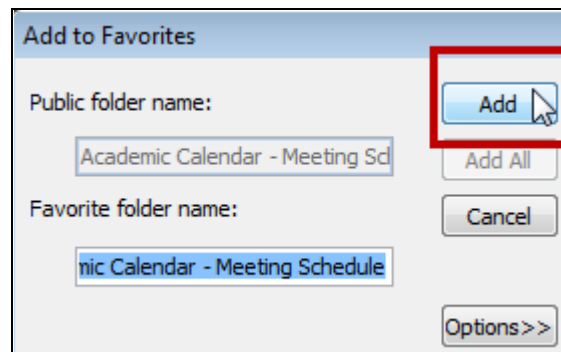 Add to Favorites
Public folder name:
Add
Academic Calendar - Meeting Scl
Add All
Favorite folder name:
Cancel
nic Calendar - Meeting Schedule
Options>>